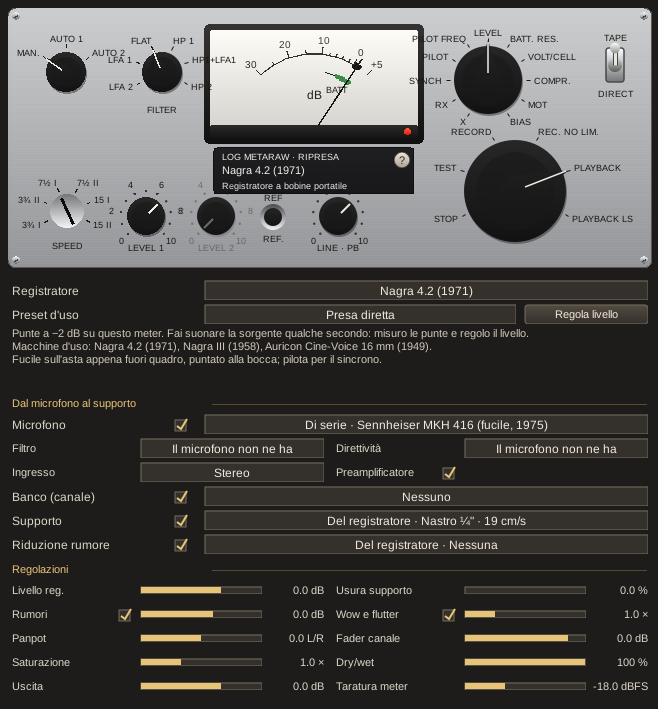 AUTO 1
MAN.
AUTO 2
FLAT
HP 1
LFA 1
HP1+LFA1
LFA 2
HP 2
FILTER
30
20
10
0
+5
dB
BATT
PILOT FREQ
LEVEL
BATT. RES.
PILOT
VOLT/CELL
SYNCH
COMPR.
RX
MOT
X
BIAS
TAPE
DIRECT
RECORD
REC. NO LIM.
TEST
PLAYBACK
STOP
PLAYBACK LS
LOG METARAW · RIPRESA
?
Nagra 4.2 (1971)
Registratore a bobine portatile
7½ I
7½ II
3¾ II
15 I
3¾ I
15 II
SPEED
4
6
2
8
0
10
LEVEL 1
4
8
0
10
LEVEL 2
REF
REF.
8
0
10
LINE · PB
Registratore
Nagra 4.2 (1971)
Preset d'uso
Presa diretta
Regola livello
Punte a −2 dB su questo meter. Fai suonare la sorgente qualche secondo: misuro le punte e regolo il livello.
Macchine d'uso: Nagra 4.2 (1971), Nagra III (1958), Auricon Cine-Voice 16 mm (1949).
Fucile sull'asta appena fuori quadro, puntato alla bocca; pilota per il sincrono.
Dal microfono al supporto
Microfono
Di serie · Sennheiser MKH 416 (fucile, 1975)
Filtro
Il microfono non ne ha
Direttività
Il microfono non ne ha
Ingresso
Stereo
Preamplificatore
Banco (canale)
Nessuno
Supporto
Del registratore · Nastro ¼" · 19 cm/s
Riduzione rumore
Del registratore · Nessuna
Regolazioni
Livello reg.
0.0 dB
Usura supporto
0.0 %
Rumori
0.0 dB
Wow e flutter
1.0 ×
Panpot
0.0 L/R
Fader canale
0.0 dB
Saturazione
1.0 ×
Dry/wet
100 %
Uscita
0.0 dB
Taratura meter
-18.0 dBFS